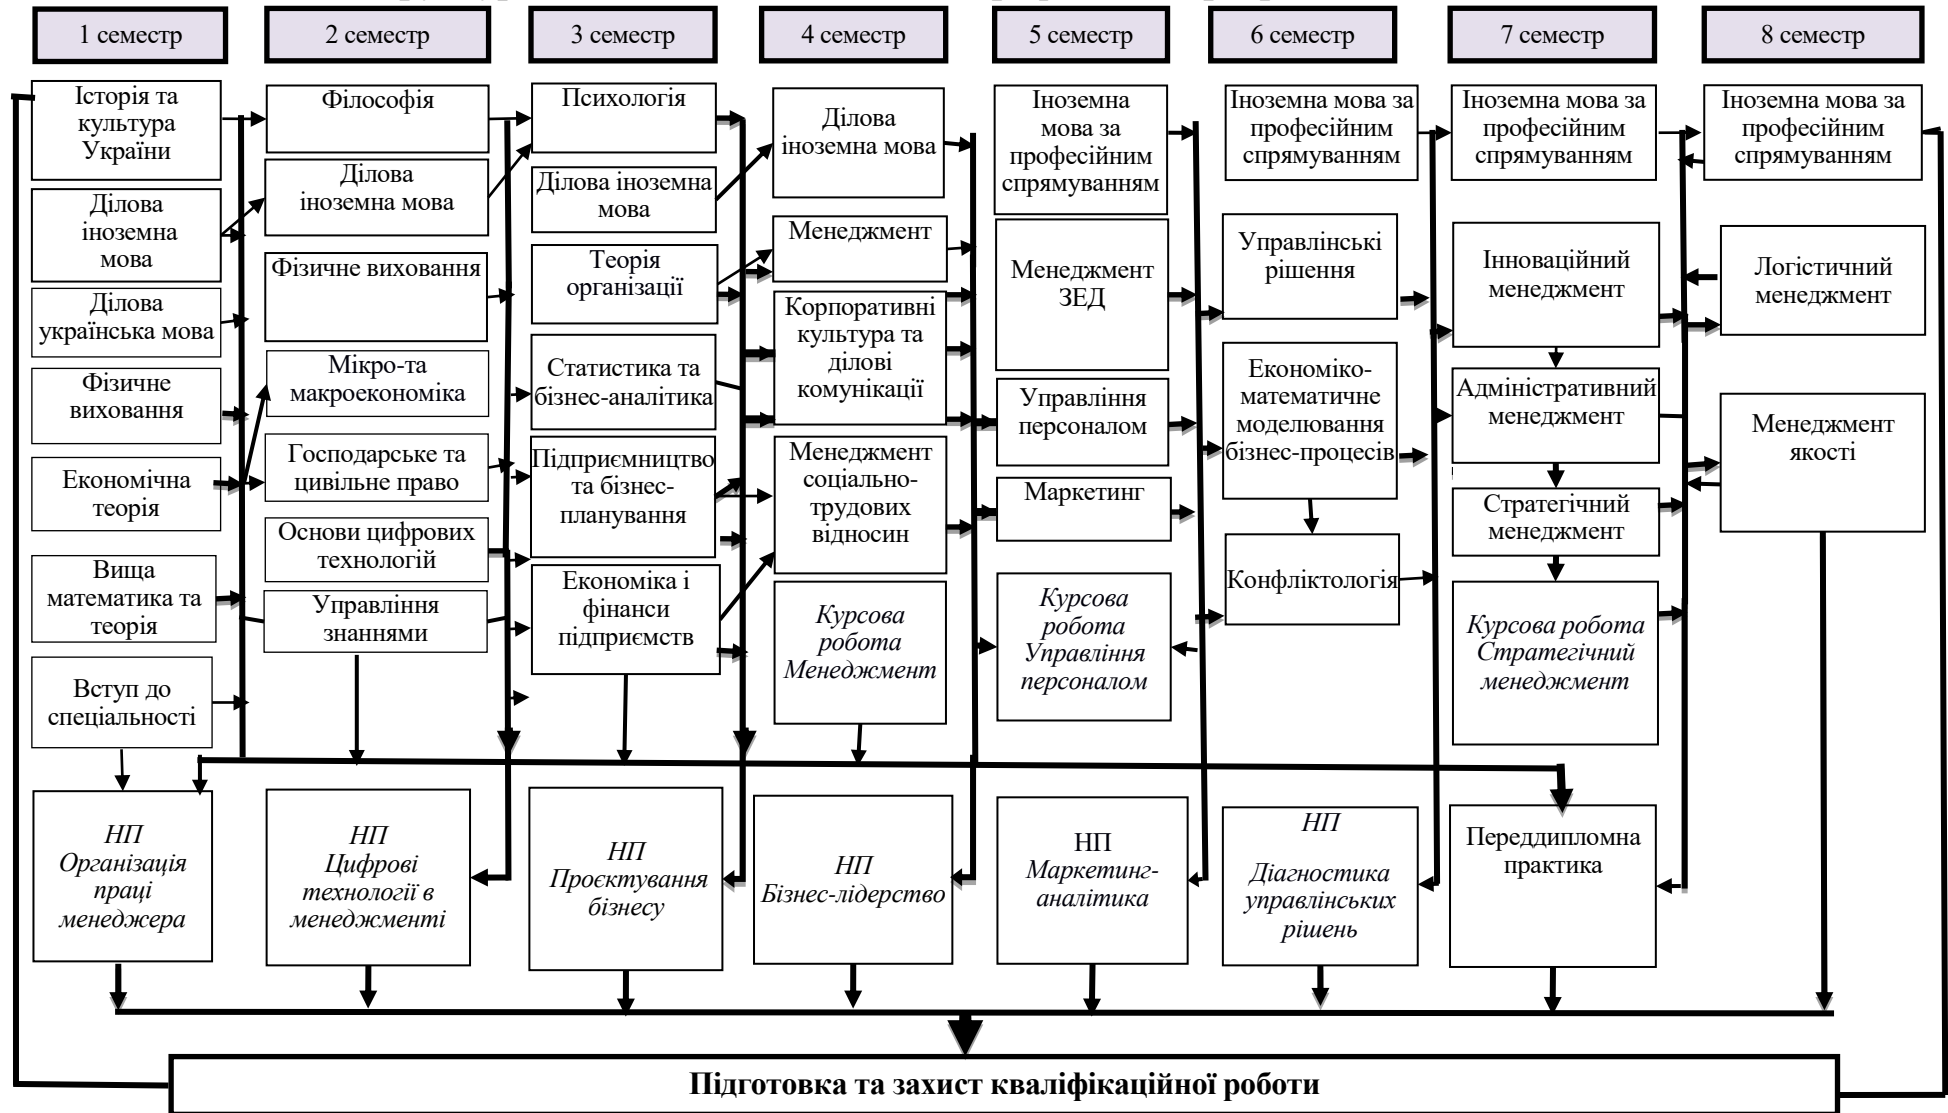 1 семестр
2 семестр
3 семестр
4 семестр
5 семестр
6 семестр
7 семестр
8 семестр
Історія та
культура
України
Ділова
іноземна
мова
Ділова
українська мова
Фізичне
виховання
Економічна
теорія
Вища
математика та
теорія
Вступ до
спеціальності
НП
Організація
праці
менеджера
Філософія
Ділова
іноземна мова
Фізичне виховання
Мікро-та
макроекономіка
Господарське та
цивільне право
Основи цифрових
технологій
Управління
знаннями
НП
Цифрові
технології в
менеджменті
Психологія
Ділова іноземна
мова
Теорія
організації
Статистика та
бізнес-аналітика
Підприємництво
та бізнес-
планування
Економіка і
фінанси
підприємств
НП
Проєктування
бізнесу
Ділова
іноземна мова
Менеджмент
Корпоративні
культура та
ділові
комунікації
Менеджмент
соціально-
трудових
відносин
Курсова
робота
Менеджмент
НП
Бізнес-лідерство
Іноземна
мова за
професійним
спрямуванням
Менеджмент
ЗЕД
Управління
персоналом
Маркетинг
Курсова
робота
Управління
персоналом
НП
Маркетинг-
аналітика
Іноземна мова за
професійним
спрямуванням
Управлінські
рішення
Економіко-
математичне
моделювання
бізнес-процесів
Конфліктологія
НП
Діагностика
управлінських
рішень
Іноземна мова за
професійним
спрямуванням
Інноваційний
менеджмент
Адміністративний
менеджмент
Стратегічний
менеджмент
Курсова робота
Стратегічний
менеджмент
Переддипломна
практика
Іноземна мова за
професійним
спрямуванням
Логістичний
менеджмент
Менеджмент
якості
Підготовка та захист кваліфікаційної роботи